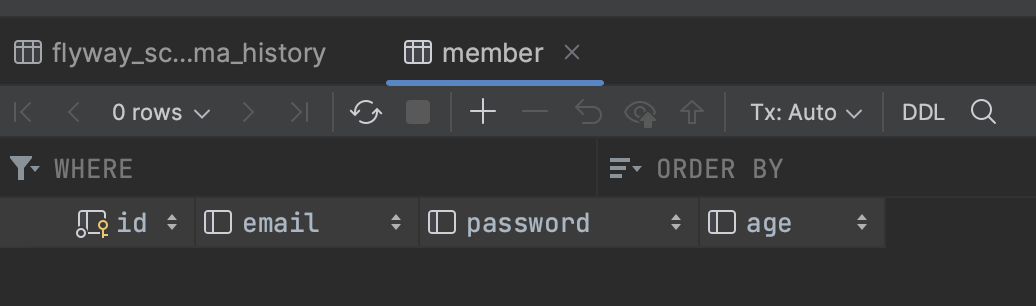 flyway_sc...ma_history member
0 rows Tx: Auto DDL
WHERE ORDER BY
id email password age